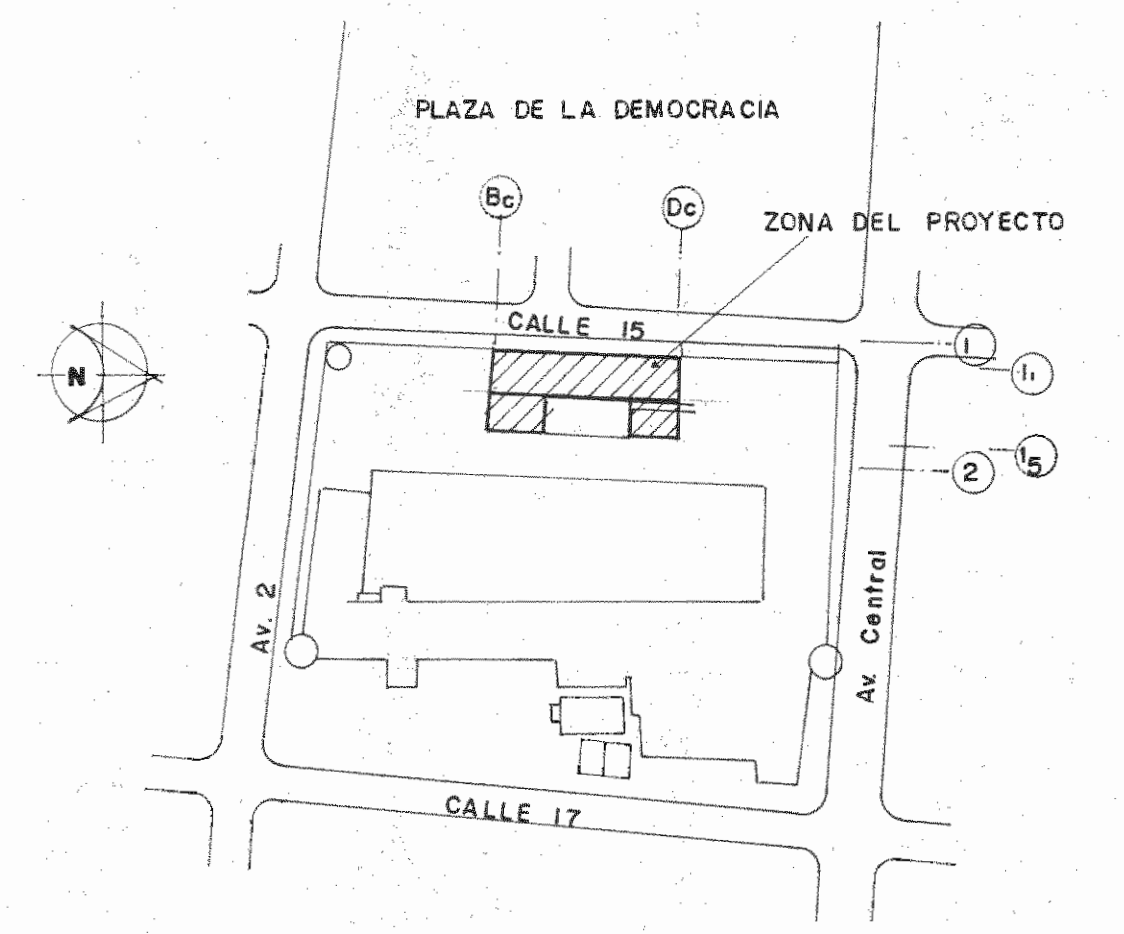 PLAZA DE LA DEMOCRACIA
Bc
Dc
ZONA DEL PROYECTO
CALLE 15
1
1,
N
15
2
Av. 2
Av. Central
CALLE 17